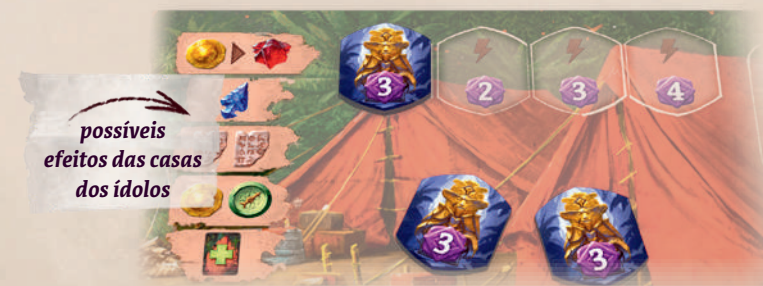 3 2 3 4
possíveis
efeitos das casas
dos ídolos
3 3